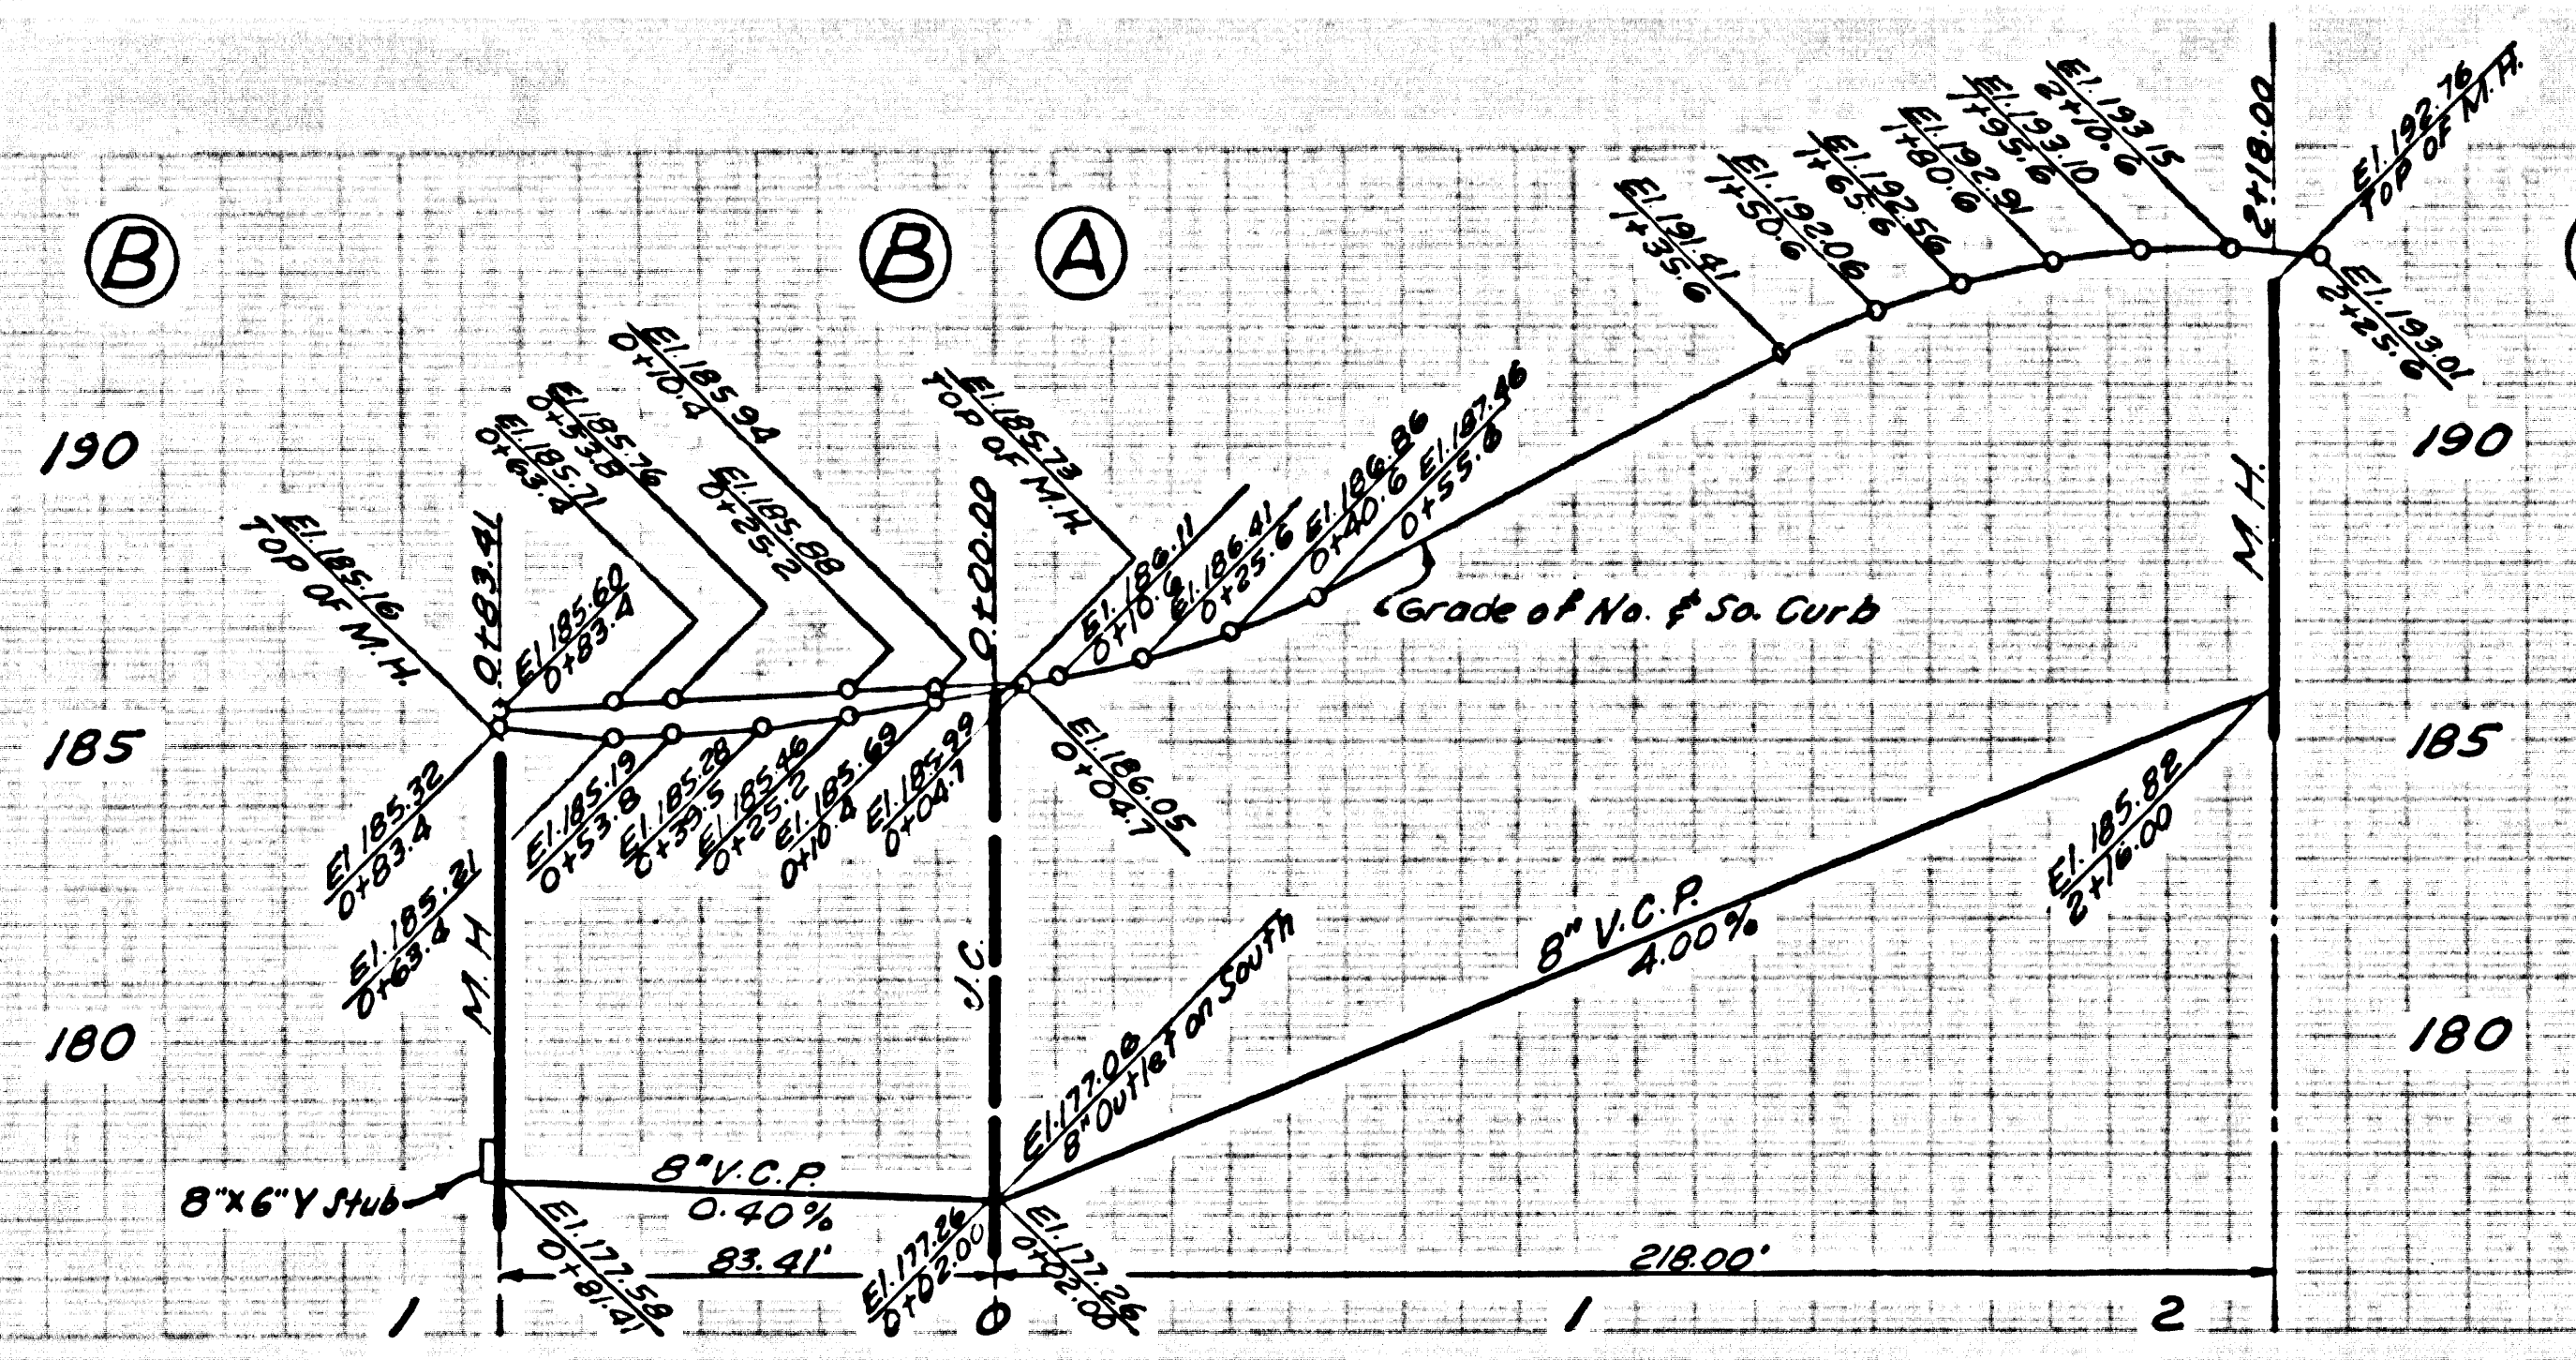 El. 193.15
2+10.6
El. 193.10
1+95.6
El. 192.91
1+80.6
El. 192.56
1+65.6
El. 192.06
1+50.6
El. 191.41
1+35.6
2+18.00
El. 192.76
TOP OF M.H.
El. 193.01
2+25.6
B
B
A
El. 185.94
0+10.4
El. 185.76
0+53.8
El. 185.71
0+63.4
El. 185.88
0+25.2
El. 185.73
TOP OF M.H.
0+00.00
El. 185.16
TOP OF M.H.
0+83.41
El. 185.60
0+83.4
El. 186.11
0+10.6
El. 186.41
0+25.6
El. 186.86
0+40.6
El. 187.46
0+55.6
190
190
Grade of No. & So. Curb
M.H.
185
185
El. 185.32
0+83.4
El. 185.21
0+63.4
El. 185.19
0+53.8
El. 185.28
0+39.5
El. 185.46
0+25.2
El. 185.69
0+10.4
El. 185.99
0+04.7
El. 186.05
0+04.7
M.H
J.C.
El. 177.08
8" Outlet on South
8" V.C.P.
4.00%
El. 185.82
2+16.00
180
180
8"x6" Y Stub
8" V.C.P.
0.40%
83.41'
218.00'
El. 177.58
0+81.41
El. 177.26
0+02.00
El. 177.26
0+02.00
1
0
1
2